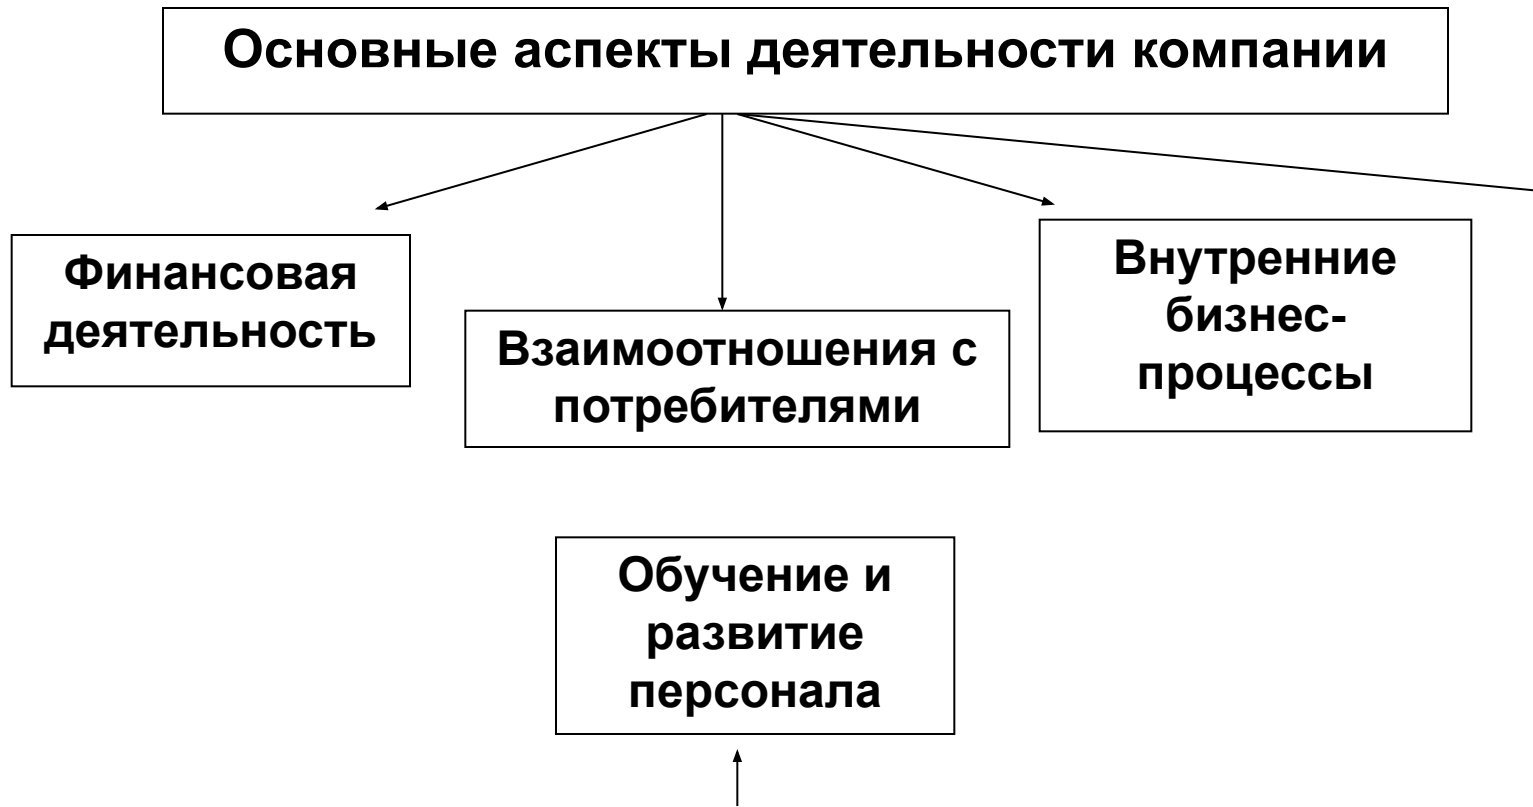 Основные аспекты деятельности компании
Финансовая
деятельность
Взаимоотношения с
потребителями
Внутренние
бизнес-
процессы
Обучение и
развитие
персонала